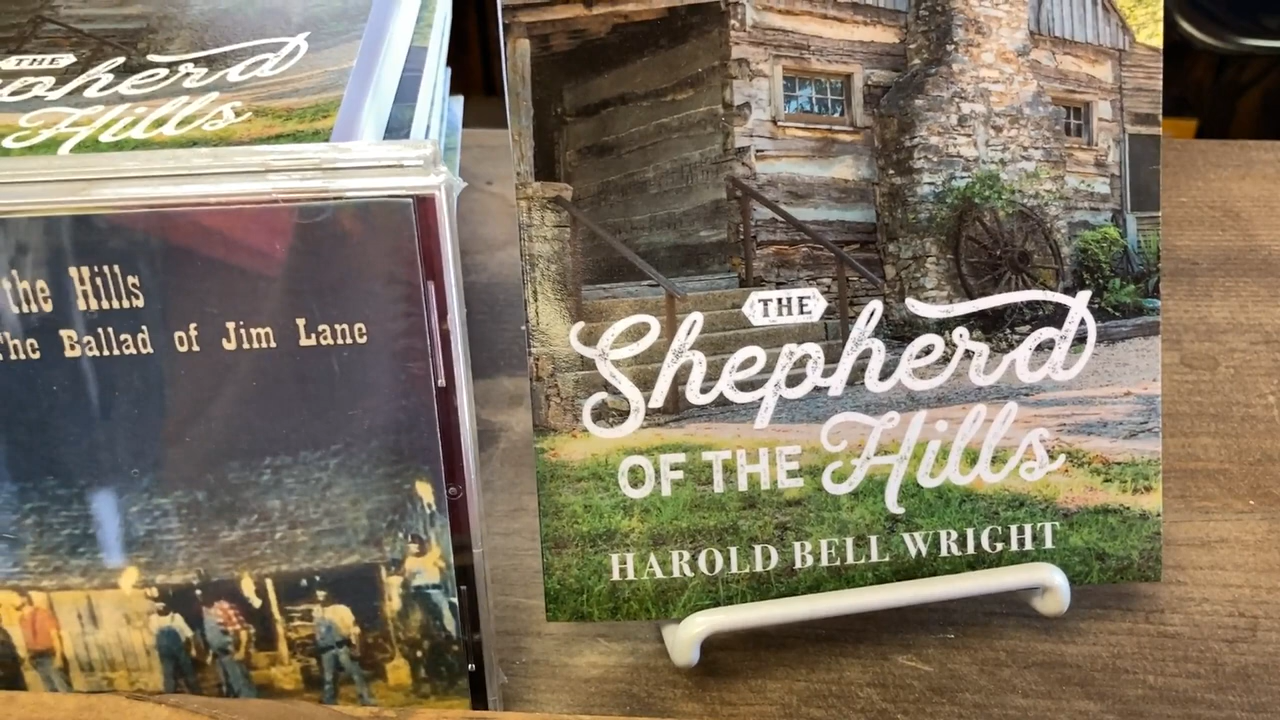 THE
Shepherd
Hills
the Hills
The Ballad of Jim Lane
THE
Shepherd
OF THE Hills
HAROLD BELL WRIGHT